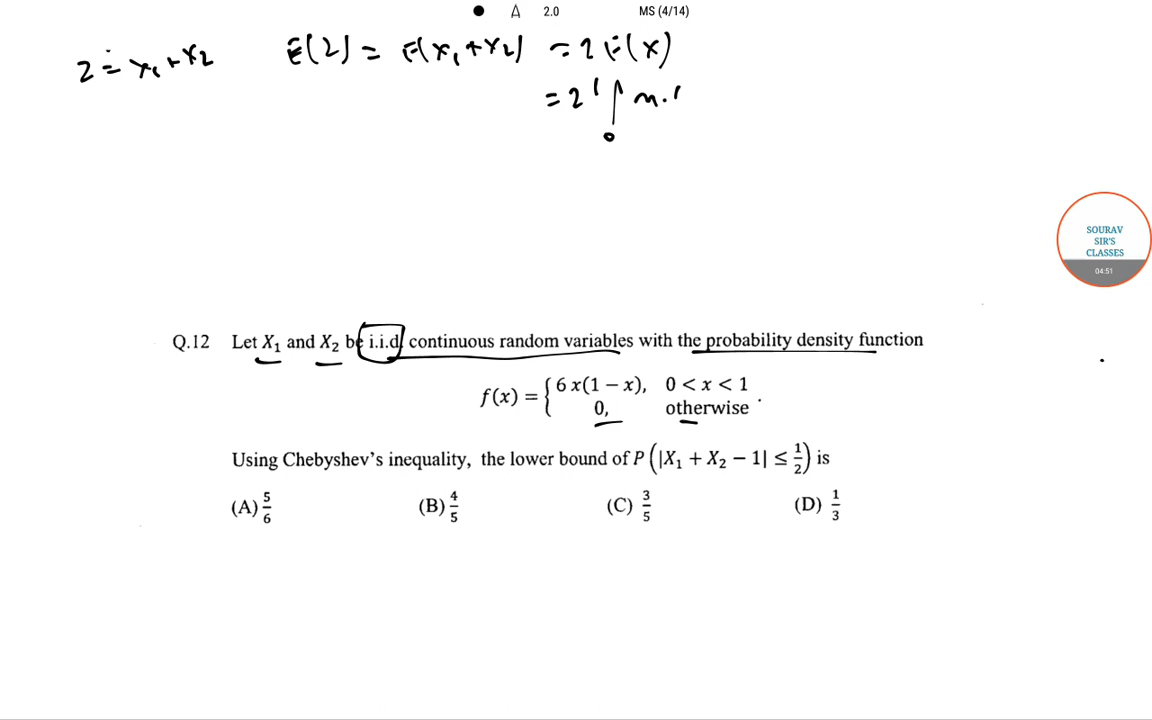 ● A 2.0 MS (4/14)
Z = X₁ + X₂ E(Z) = E(X₁ + X₂) = 2 E(X)
= 2 ∫₀¹ x.
SOURAV
SIR'S
CLASSES
04:51
Q.12 Let X₁ and X₂ be i.i.d. continuous random variables with the probability density function
f(x) = { 6 x(1 − x), 0 < x < 1
0, otherwise .
Using Chebyshev's inequality, the lower bound of P (|X₁ + X₂ − 1| ≤ 1/2) is
(A) 5/6 (B) 4/5 (C) 3/5 (D) 1/3